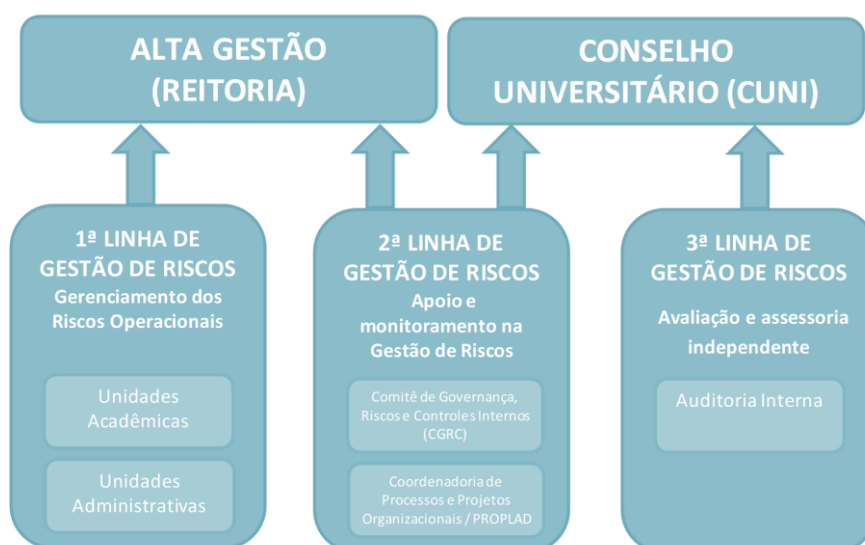 ALTA GESTÃO
(REITORIA)
CONSELHO
UNIVERSITÁRIO (CUNI)
1ª LINHA DE
GESTÃO DE RISCOS
Gerenciamento dos
Riscos Operacionais
Unidades
Acadêmicas
Unidades
Administrativas
2ª LINHA DE
GESTÃO DE RISCOS
Apoio e
monitoramento na
Gestão de Riscos
Comitê de Governança,
Riscos e Controles Internos
(CGRC)
Coordenadoria de
Processos e Projetos
Organizacionais / PROPLAD
3ª LINHA DE
GESTÃO DE RISCOS
Avaliação e assessoria
independente
Auditoria Interna